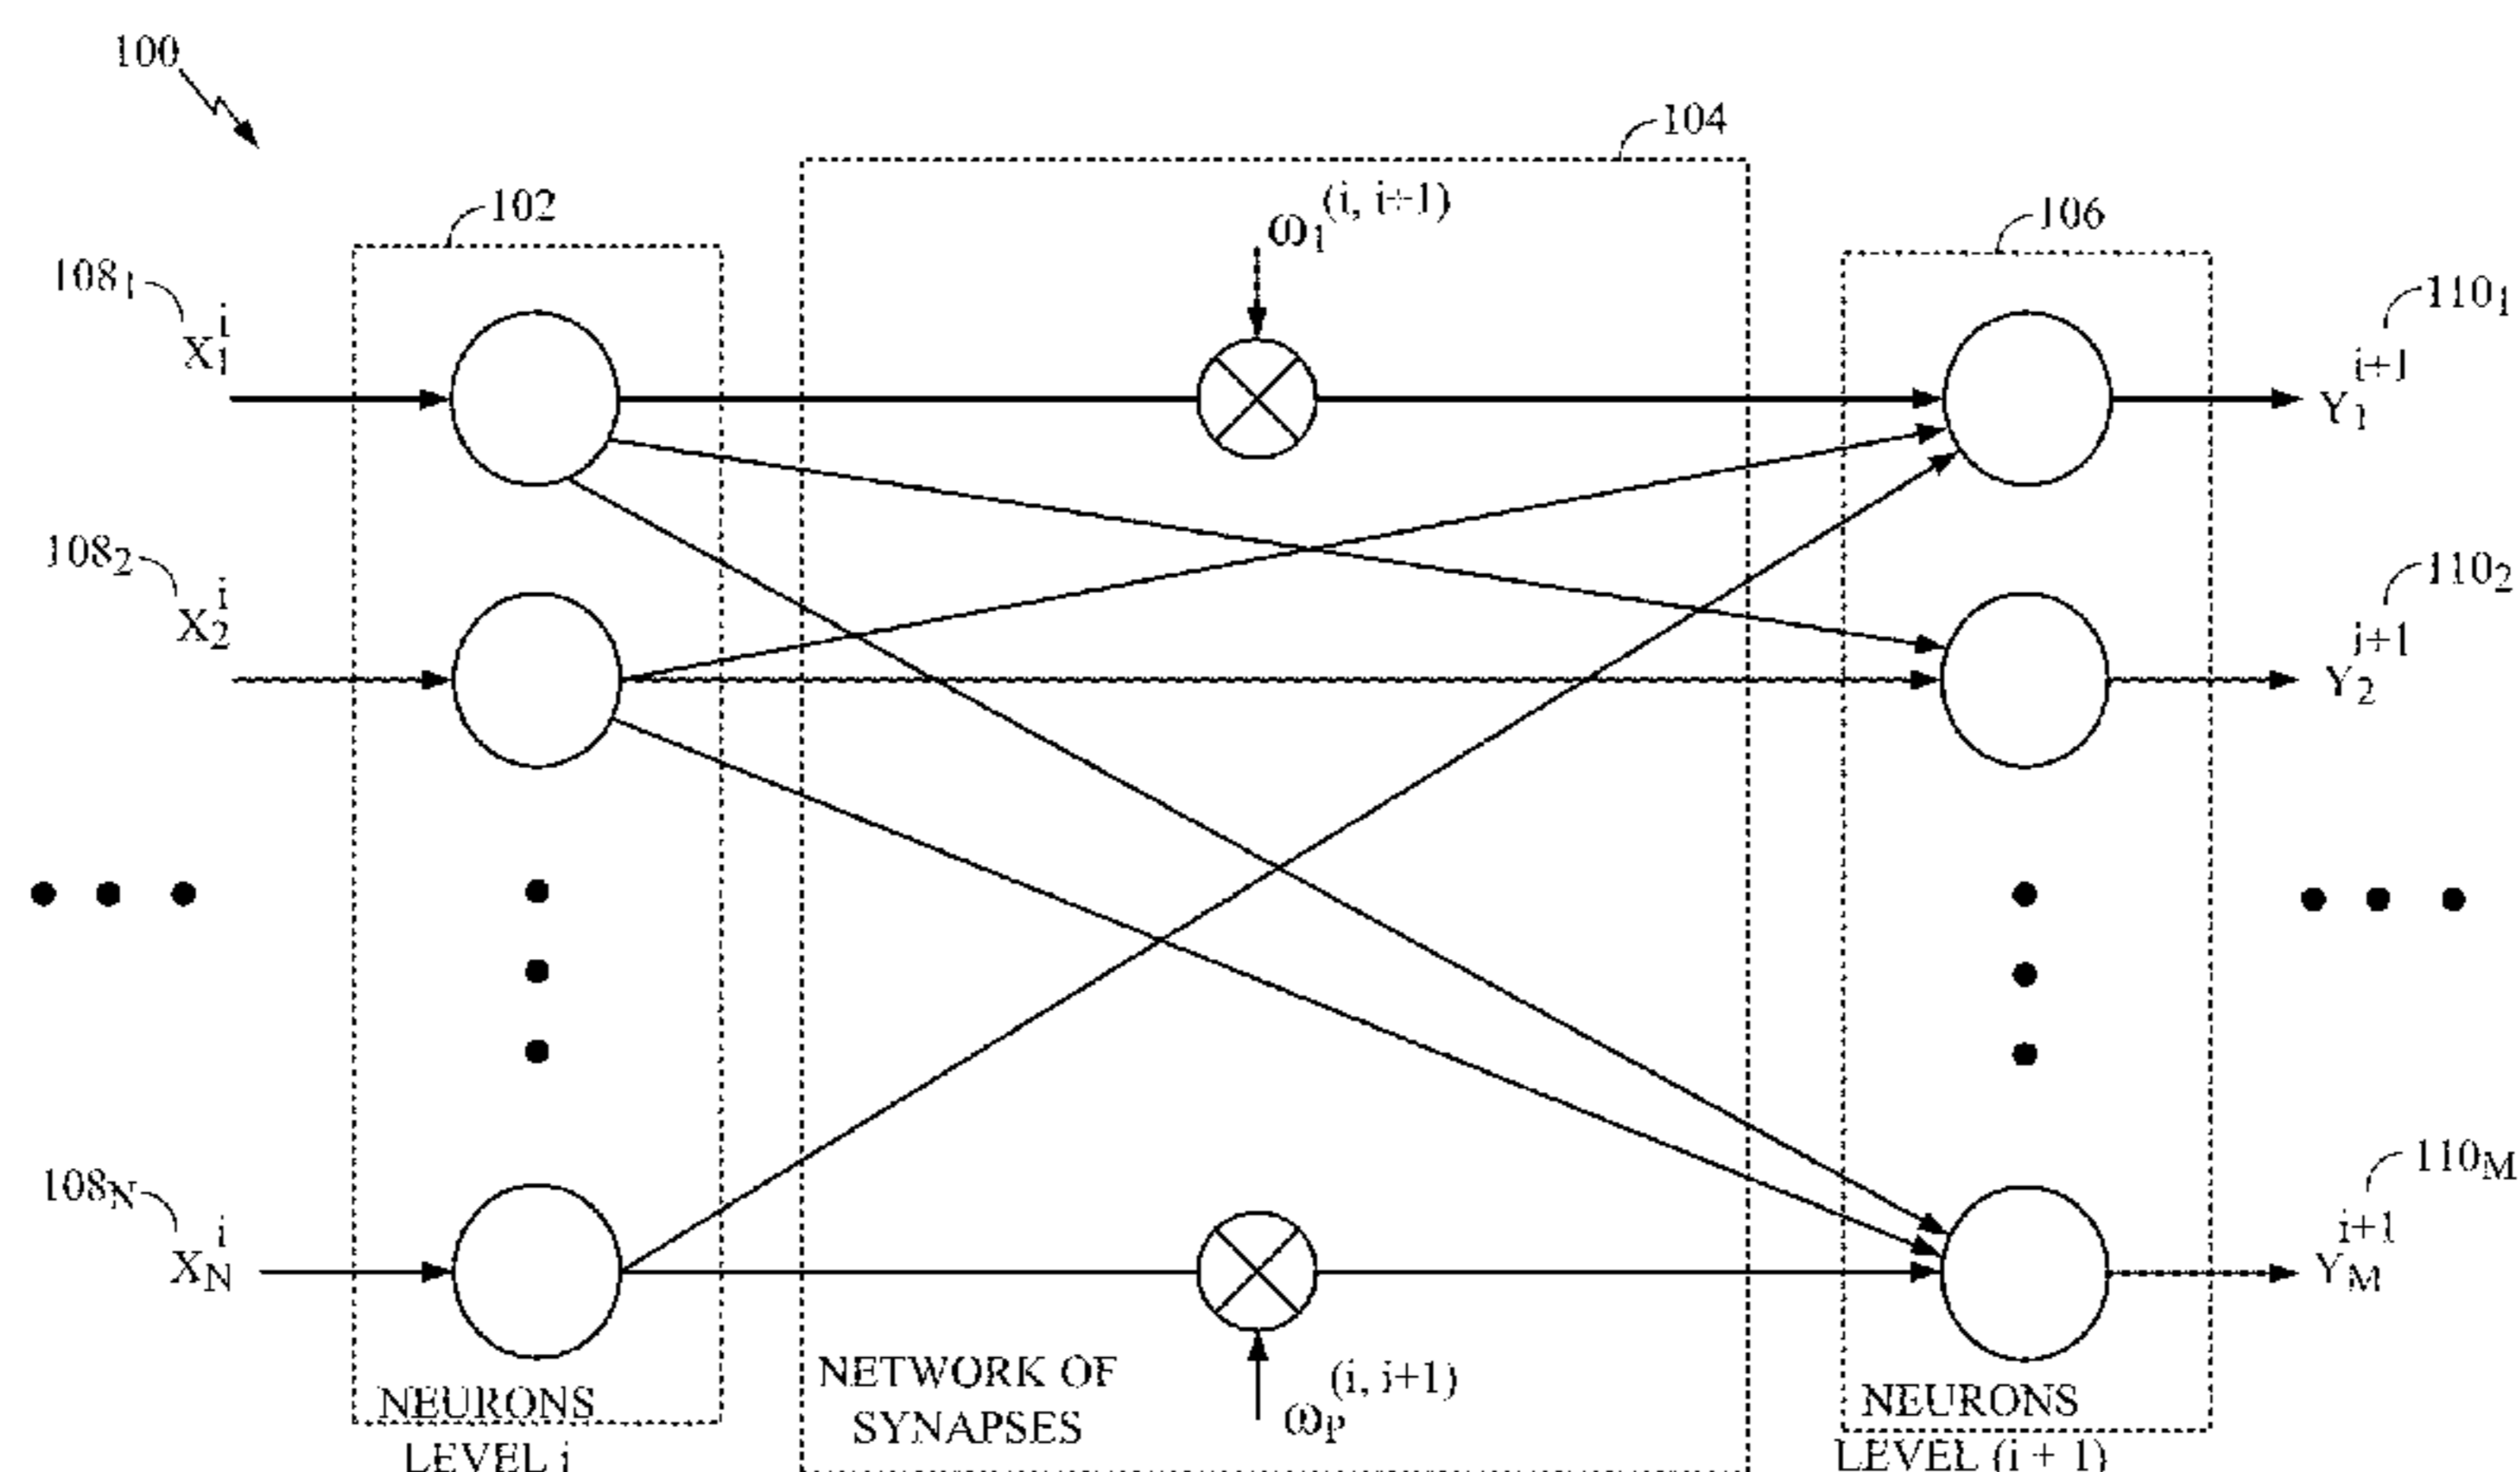 100
104
102
ω1(i, i+1)
106
1081
X1i
1101
Y1i+1
1082
X2i
1102
Y2i+1
108N
XNi
110M
YMi+1
NETWORK OF
SYNAPSES
ωP(i, i+1)
NEURONS
LEVEL i
NEURONS
LEVEL (i + 1)